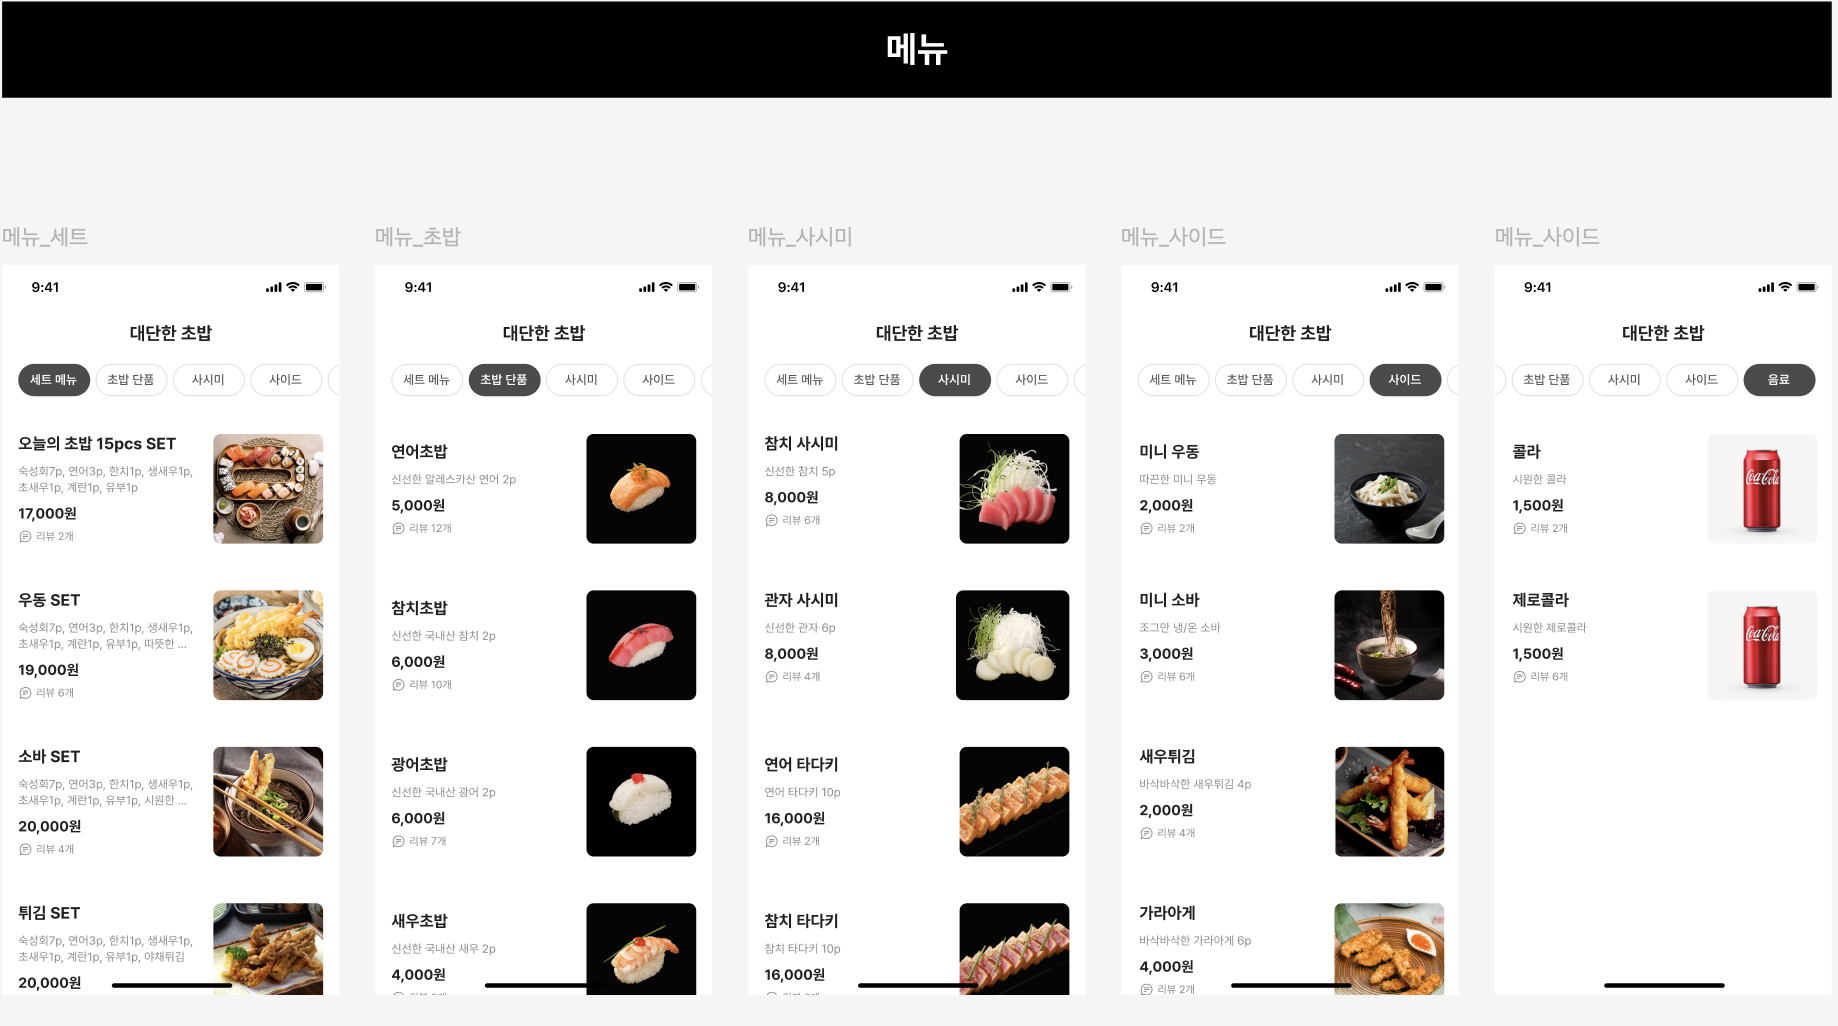 메뉴
메뉴_세트
9:41
대단한 초밥
세트 메뉴
초밥 단품
사시미
사이드
오늘의 초밥 15pcs SET
숙성회7p, 연어3p, 한치1p, 생새우1p,
초새우1p, 계란1p, 유부1p
17,000원
리뷰 2개
우동 SET
숙성회7p, 연어3p, 한치1p, 생새우1p,
초새우1p, 계란1p, 유부1p, 따뜻한 ...
19,000원
리뷰 6개
소바 SET
숙성회7p, 연어3p, 한치1p, 생새우1p,
초새우1p, 계란1p, 유부1p, 시원한 ...
20,000원
리뷰 4개
튀김 SET
숙성회7p, 연어3p, 한치1p, 생새우1p,
초새우1p, 계란1p, 유부1p, 야채튀김
20,000원
메뉴_초밥
9:41
대단한 초밥
세트 메뉴
초밥 단품
사시미
사이드
연어초밥
신선한 알레스카산 연어 2p
5,000원
리뷰 12개
참치초밥
신선한 국내산 참치 2p
6,000원
리뷰 10개
광어초밥
신선한 국내산 광어 2p
6,000원
리뷰 7개
새우초밥
신선한 국내산 새우 2p
4,000원
메뉴_사시미
9:41
대단한 초밥
세트 메뉴
초밥 단품
사시미
사이드
참치 사시미
신선한 참치 5p
8,000원
리뷰 6개
관자 사시미
신선한 관자 6p
8,000원
리뷰 4개
연어 타다키
연어 타다키 10p
16,000원
리뷰 2개
참치 타다키
참치 타다키 10p
16,000원
메뉴_사이드
9:41
대단한 초밥
세트 메뉴
초밥 단품
사시미
사이드
미니 우동
따끈한 미니 우동
2,000원
리뷰 2개
미니 소바
조그만 냉/온 소바
3,000원
리뷰 6개
새우튀김
바삭바삭한 새우튀김 4p
2,000원
리뷰 4개
가라아게
바삭바삭한 가라아게 6p
4,000원
리뷰 2개
메뉴_사이드
9:41
대단한 초밥
초밥 단품
사시미
사이드
음료
콜라
시원한 콜라
1,500원
리뷰 2개
Coca-Cola
제로콜라
시원한 제로콜라
1,500원
리뷰 6개
Coca-Cola